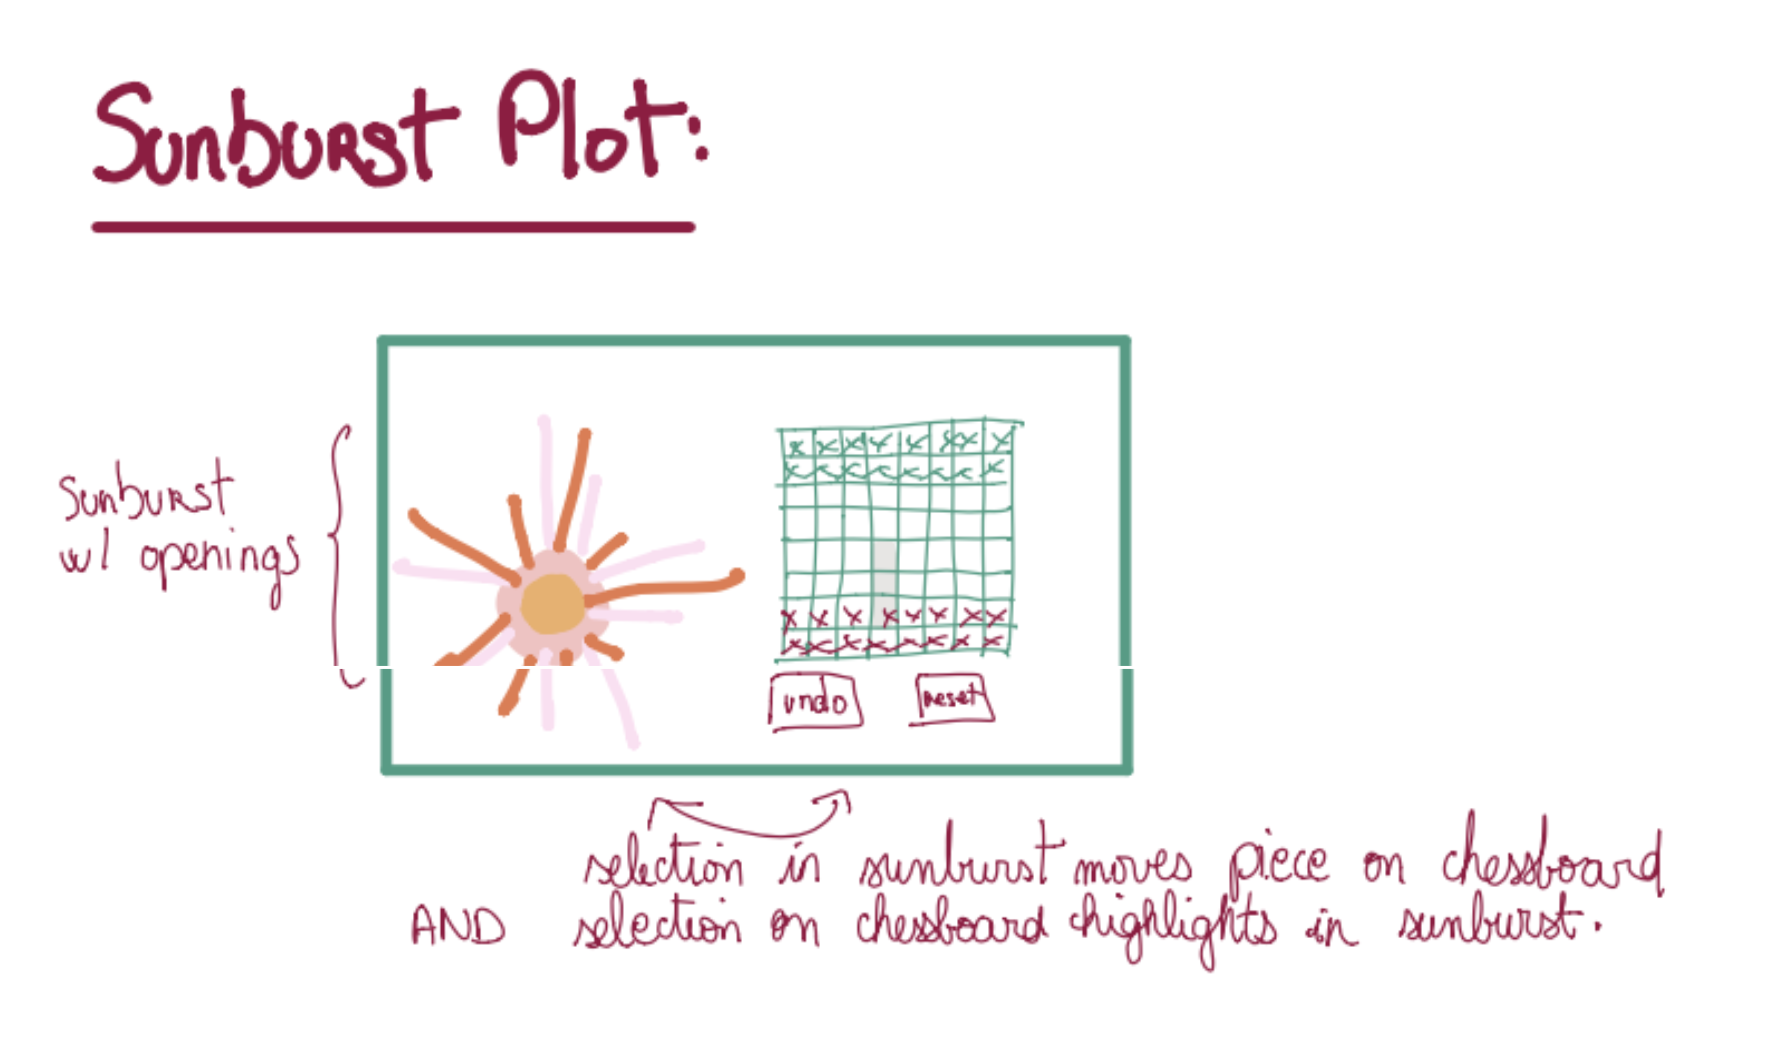 Sunburst Plot:
Sunburst
w/ openings
undo
reset
selection in sunburst moves piece on chessboard
AND selection on chessboard highlights in sunburst.